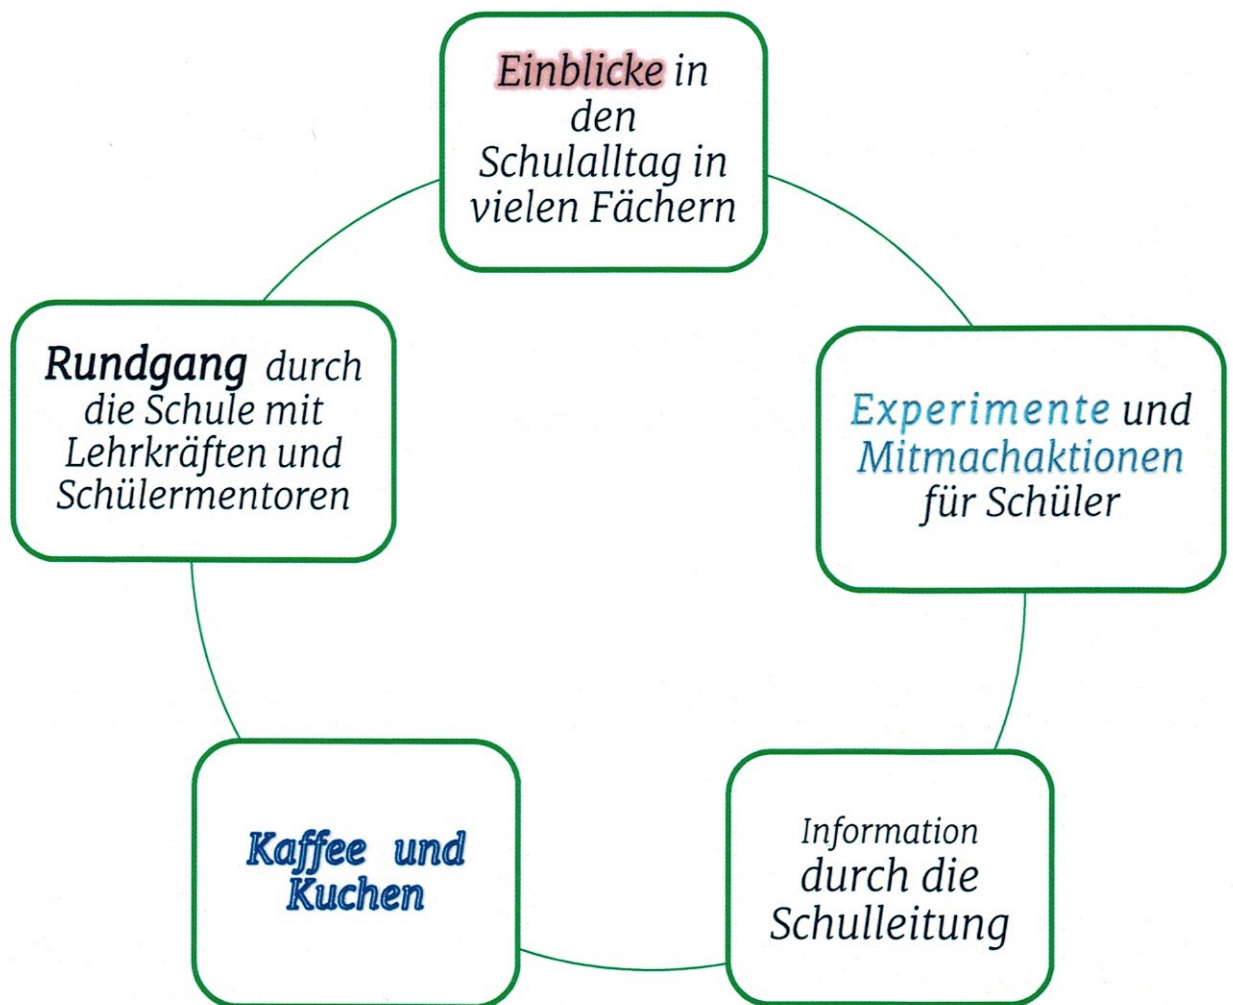 Einblicke in
den
Schulalltag in
vielen Fächern
Rundgang durch
die Schule mit
Lehrkräften und
Schülermentoren
Experimente und
Mitmachaktionen
für Schüler
Kaffee und
Kuchen
Information
durch die
Schulleitung